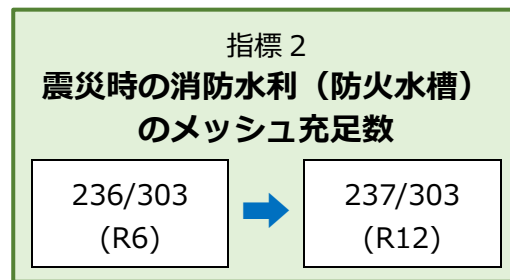 指標２
震災時の消防水利（防火水槽）
のメッシュ充足数
236/303
(R6)
237/303
(R12)